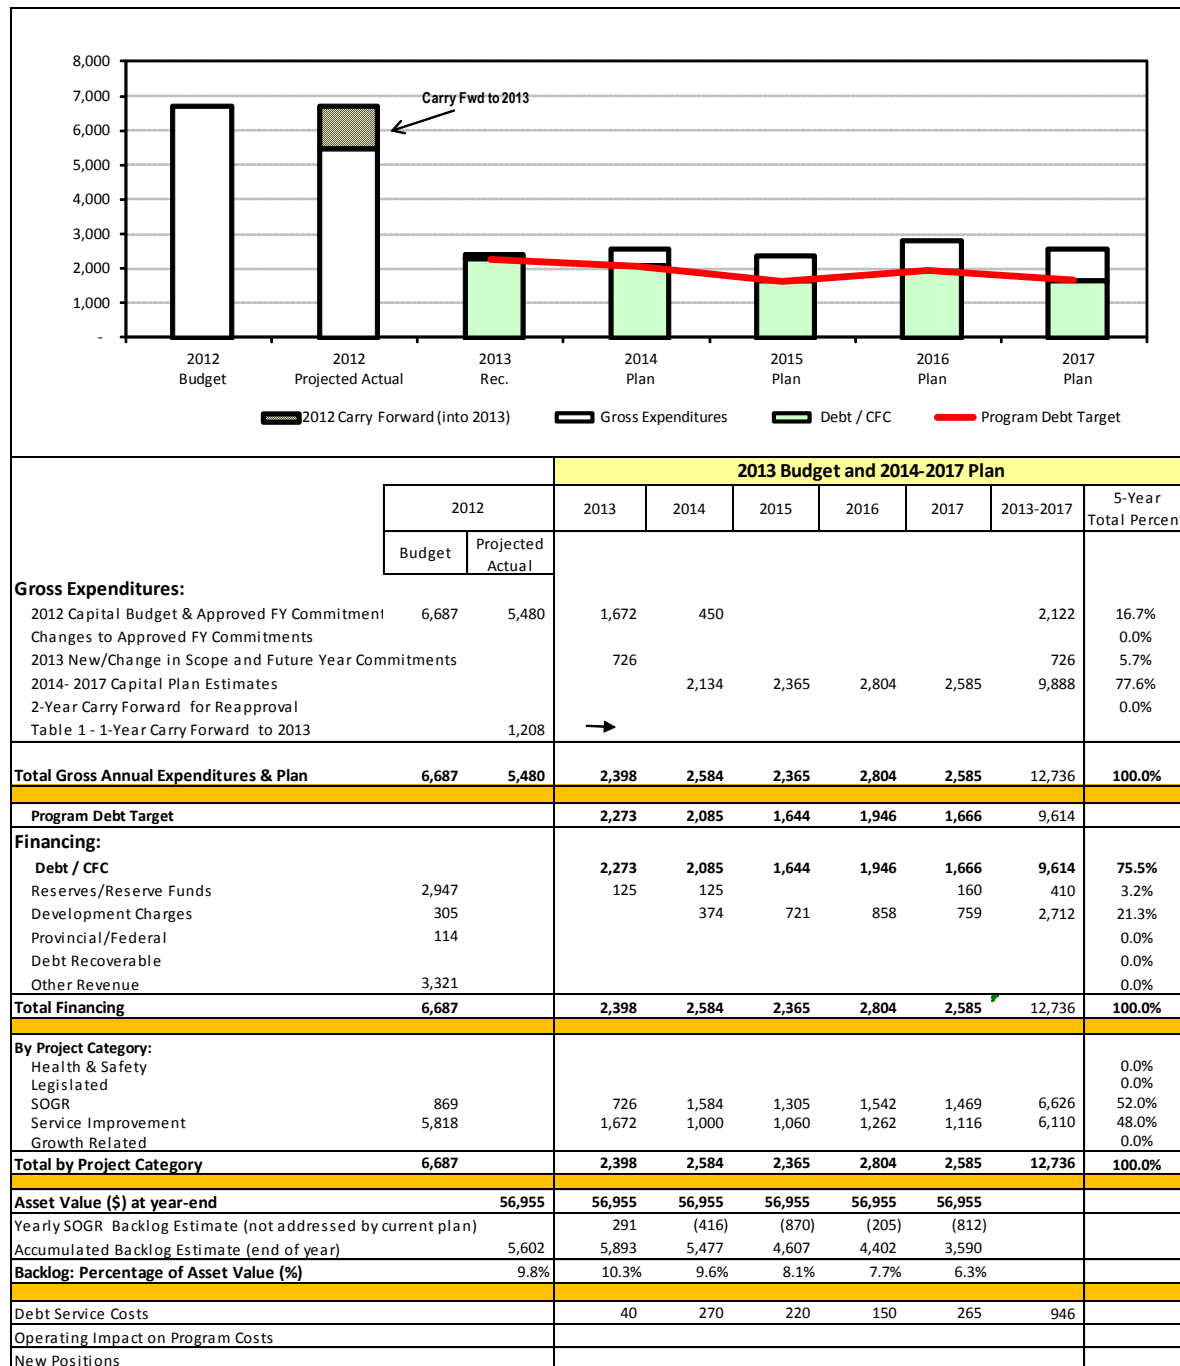 8,000
7,000
6,000
5,000
4,000
3,000
2,000
1,000
-
Carry Fwd to 2013
2012 2012 2013 2014 2015 2016 2017
Budget Projected Actual Rec. Plan Plan Plan Plan
2012 Carry Forward (into 2013) Gross Expenditures Debt / CFC Program Debt Target
2013 Budget and 2014-2017 Plan
2012 2013 2014 2015 2016 2017 2013-2017 5-Year
Total Percent
Budget Projected
Actual
Gross Expenditures:
2012 Capital Budget & Approved FY Commitment 6,687 5,480 1,672 450 2,122 16.7%
Changes to Approved FY Commitments 0.0%
2013 New/Change in Scope and Future Year Commitments 726 726 5.7%
2014- 2017 Capital Plan Estimates 2,134 2,365 2,804 2,585 9,888 77.6%
2-Year Carry Forward for Reapproval 0.0%
Table 1 - 1-Year Carry Forward to 2013 1,208
Total Gross Annual Expenditures & Plan 6,687 5,480 2,398 2,584 2,365 2,804 2,585 12,736 100.0%
Program Debt Target 2,273 2,085 1,644 1,946 1,666 9,614
Financing:
Debt / CFC 2,273 2,085 1,644 1,946 1,666 9,614 75.5%
Reserves/Reserve Funds 2,947 125 125 160 410 3.2%
Development Charges 305 374 721 858 759 2,712 21.3%
Provincial/Federal 114 0.0%
Debt Recoverable 0.0%
Other Revenue 3,321 0.0%
Total Financing 6,687 2,398 2,584 2,365 2,804 2,585 12,736 100.0%
By Project Category:
Health & Safety 0.0%
Legislated 0.0%
SOGR 869 726 1,584 1,305 1,542 1,469 6,626 52.0%
Service Improvement 5,818 1,672 1,000 1,060 1,262 1,116 6,110 48.0%
Growth Related 0.0%
Total by Project Category 6,687 2,398 2,584 2,365 2,804 2,585 12,736 100.0%
Asset Value ($) at year-end 56,955 56,955 56,955 56,955 56,955 56,955
Yearly SOGR Backlog Estimate (not addressed by current plan) 291 (416) (870) (205) (812)
Accumulated Backlog Estimate (end of year) 5,602 5,893 5,477 4,607 4,402 3,590
Backlog: Percentage of Asset Value (%) 9.8% 10.3% 9.6% 8.1% 7.7% 6.3%
Debt Service Costs 40 270 220 150 265 946
Operating Impact on Program Costs
New Positions